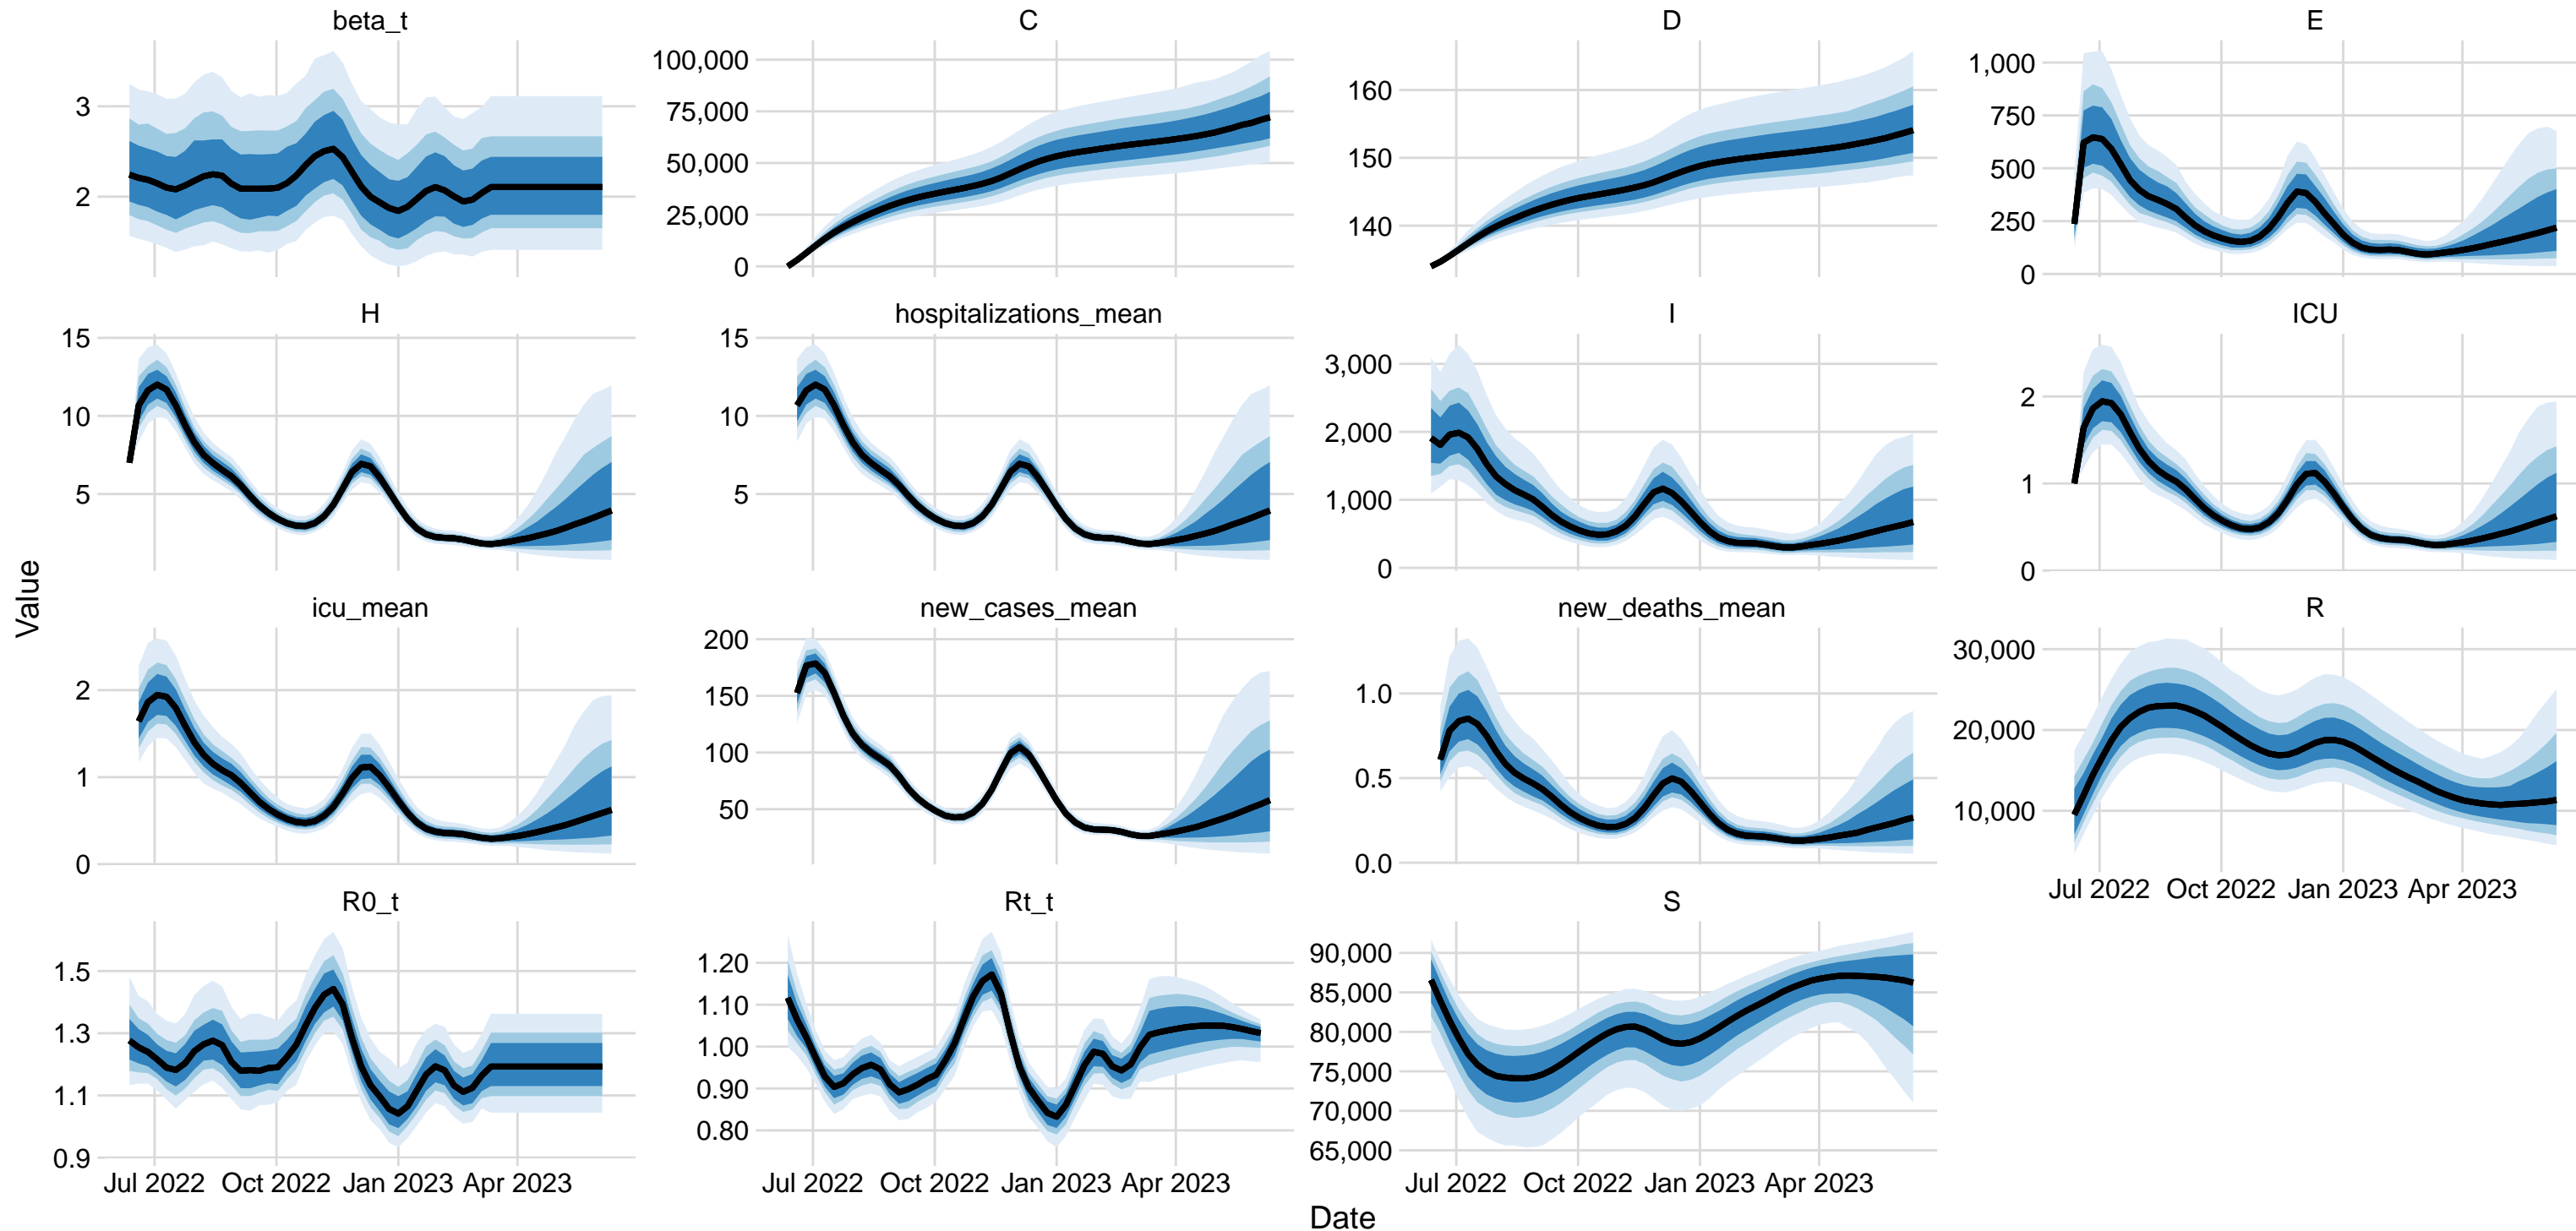 beta_t
C
D
E
3
2
100,000
75,000
50,000
25,000
0
160
150
140
1,000
750
500
250
0
H
hospitalizations_mean
I
ICU
15
10
5
15
10
5
3,000
2,000
1,000
0
2
1
0
icu_mean
new_cases_mean
new_deaths_mean
R
2
1
0
200
150
100
50
1.0
0.5
0.0
30,000
20,000
10,000
Jul 2022 Oct 2022 Jan 2023 Apr 2023
R0_t
Rt_t
S
1.5
1.3
1.1
0.9
1.20
1.10
1.00
0.90
0.80
90,000
85,000
80,000
75,000
70,000
65,000
Jul 2022 Oct 2022 Jan 2023 Apr 2023
Jul 2022 Oct 2022 Jan 2023 Apr 2023
Jul 2022 Oct 2022 Jan 2023 Apr 2023
Value
Date